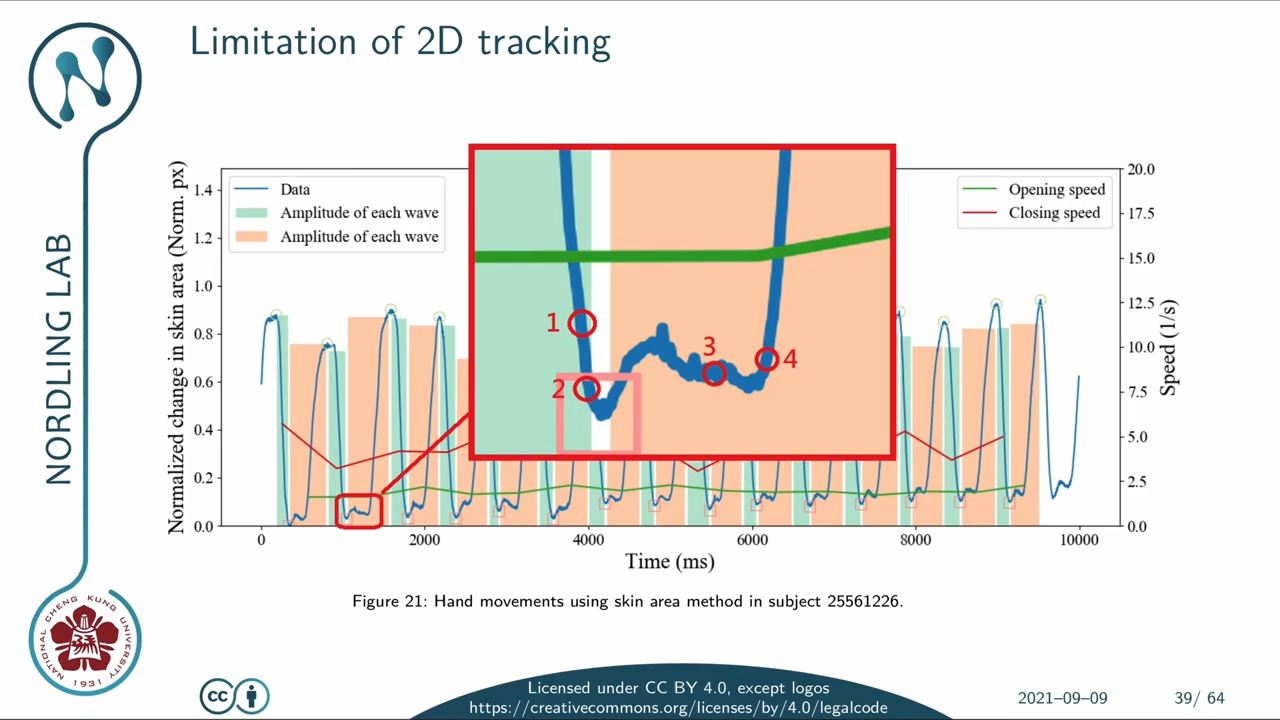 Limitation of 2D tracking
NORDLING LAB
Normalized change in skin area (Norm. px)
1.4
1.2
1.0
0.8
0.6
0.4
0.2
0.0
Data
Amplitude of each wave
Amplitude of each wave
1
2
3
4
Opening speed
Closing speed
20.0
17.5
15.0
12.5
10.0
7.5
5.0
2.5
0.0
Speed (1/s)
0
2000
4000
6000
8000
10000
Time (ms)
Figure 21: Hand movements using skin area method in subject 25561226.
NATIONAL CHENG KUNG UNIVERSITY
1931
cc
Licensed under CC BY 4.0, except logos
https://creativecommons.org/licenses/by/4.0/legalcode
2021–09–09
39/ 64